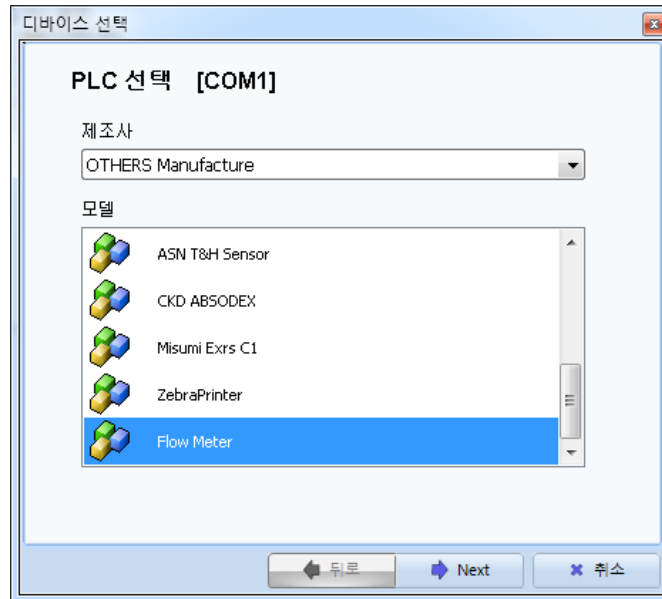 디바이스 선택
PLC 선택 [COM1]
제조사
OTHERS Manufacture
모델
ASN T&H Sensor
CKD ABSODEX
Misumi Exrs C1
ZebraPrinter
Flow Meter
뒤로 Next 취소